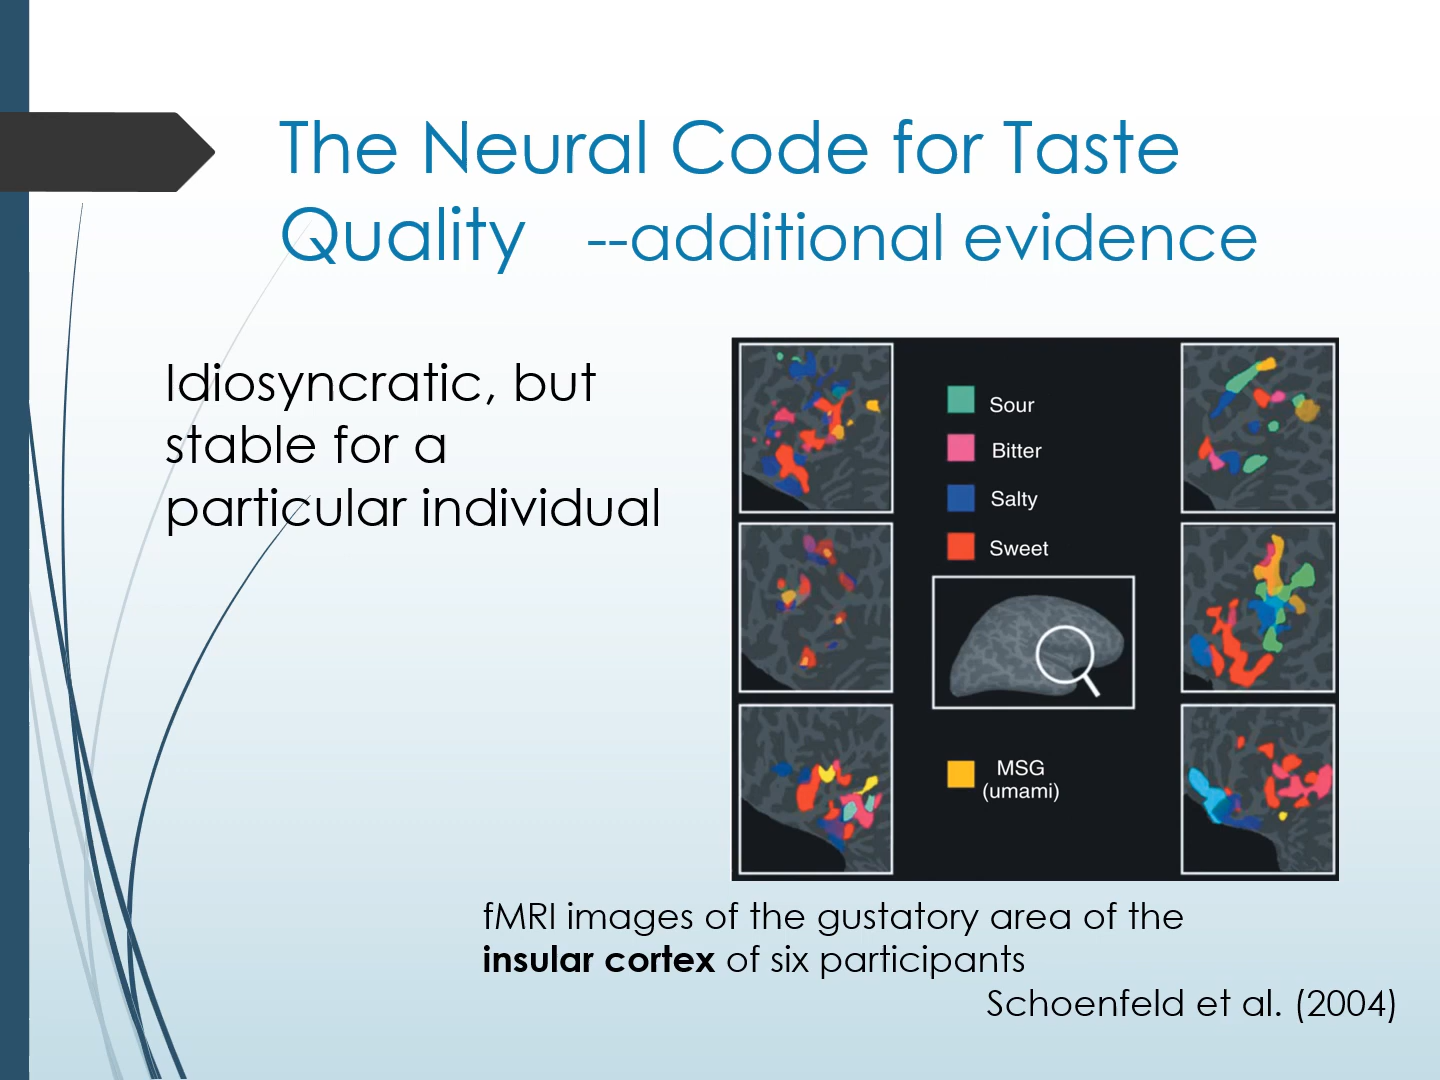 The Neural Code for Taste
Quality --additional evidence
Idiosyncratic, but
stable for a
particular individual
Sour
Bitter
Salty
Sweet
MSG
(umami)
fMRI images of the gustatory area of the
insular cortex of six participants
Schoenfeld et al. (2004)